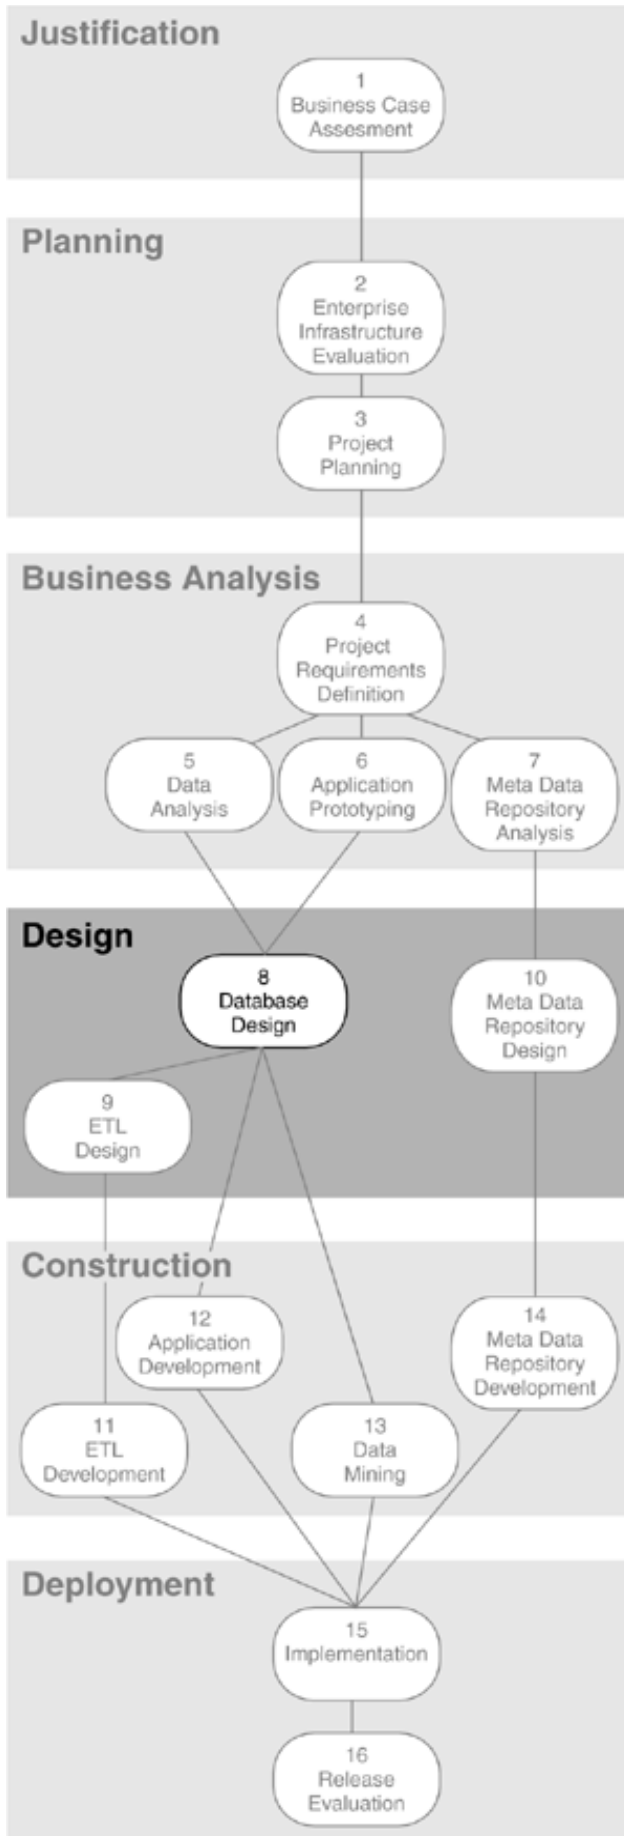 Justification
1
Business Case
Assesment
Planning
2
Enterprise
Infrastructure
Evaluation
3
Project
Planning
Business Analysis
4
Project
Requirements
Definition
5
Data
Analysis
6
Application
Prototyping
7
Meta Data
Repository
Analysis
Design
8
Database
Design
10
Meta Data
Repository
Design
9
ETL
Design
Construction
12
Application
Development
14
Meta Data
Repository
Development
11
ETL
Development
13
Data
Mining
Deployment
15
Implementation
16
Release
Evaluation